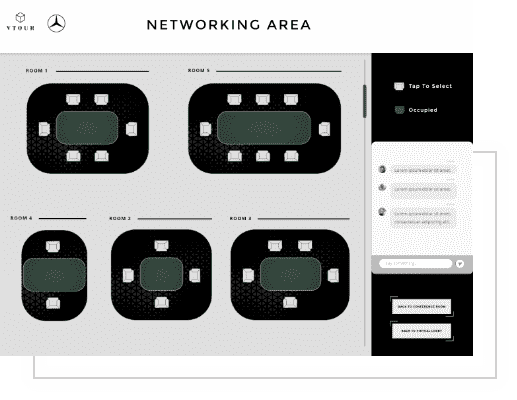 VTOUR
NETWORKING AREA
ROOM 1
ROOM 5
ROOM 4
ROOM 2
ROOM 3
Tap To Select
Occupied
Lorem ipsum dolor sit amet,
Lorem ipsum dolor sit amet,
Lorem ipsum dolor sit amet,
consectetuer adipiscing elit,
BACK TO CONFERENCE ROOM
BACK TO VIRTUAL LOBBY